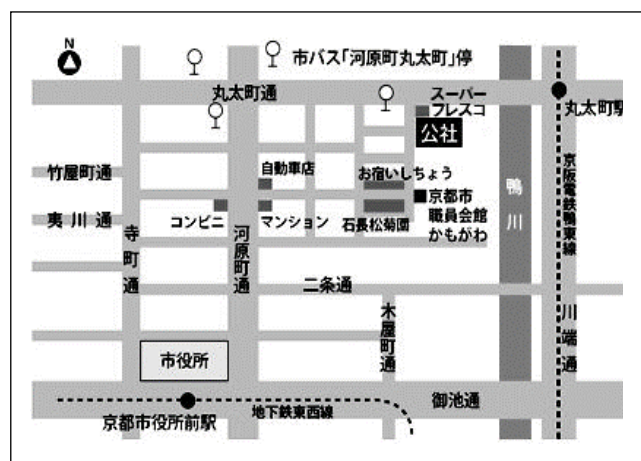 N
市バス「河原町丸太町」停
丸太町通
スーパー
フレスコ
丸太町駅
公社
竹屋町通
自動車店
お宿いしちょう
京都市
職員会館
かもがわ
夷川通
コンビニ
マンション
石長松菊園
鴨川
京阪電鉄鴨東線
寺町通
河原町通
二条通
木屋町通
川端通
市役所
御池通
地下鉄東西線
京都市役所前駅